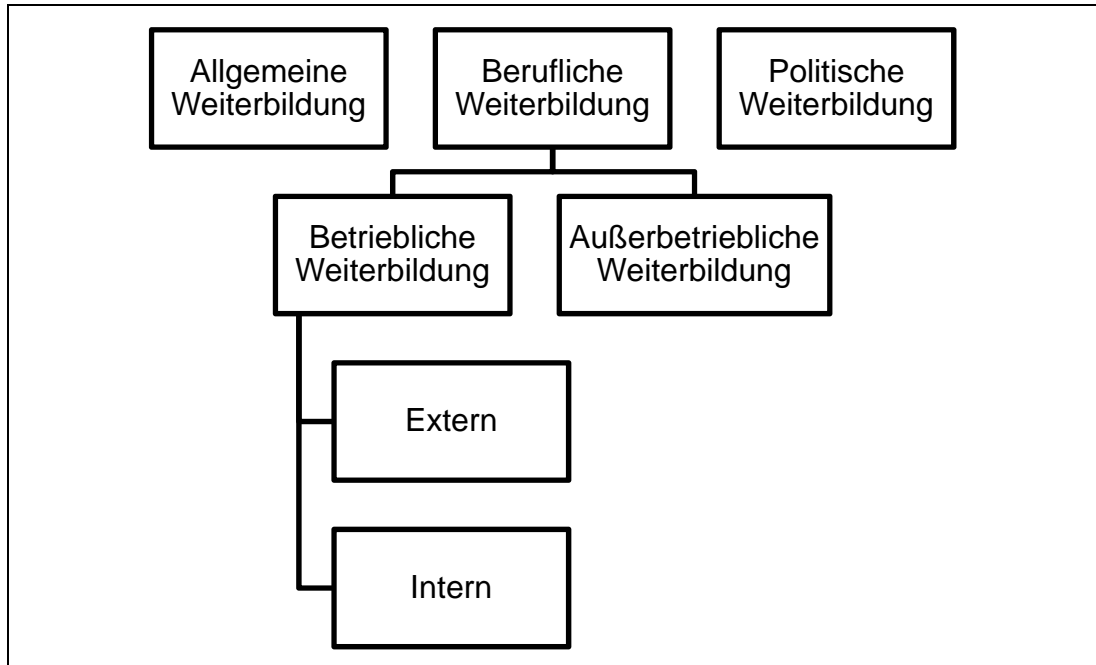 Allgemeine
Weiterbildung
Berufliche
Weiterbildung
Politische
Weiterbildung
Betriebliche
Weiterbildung
Außerbetriebliche
Weiterbildung
Extern
Intern